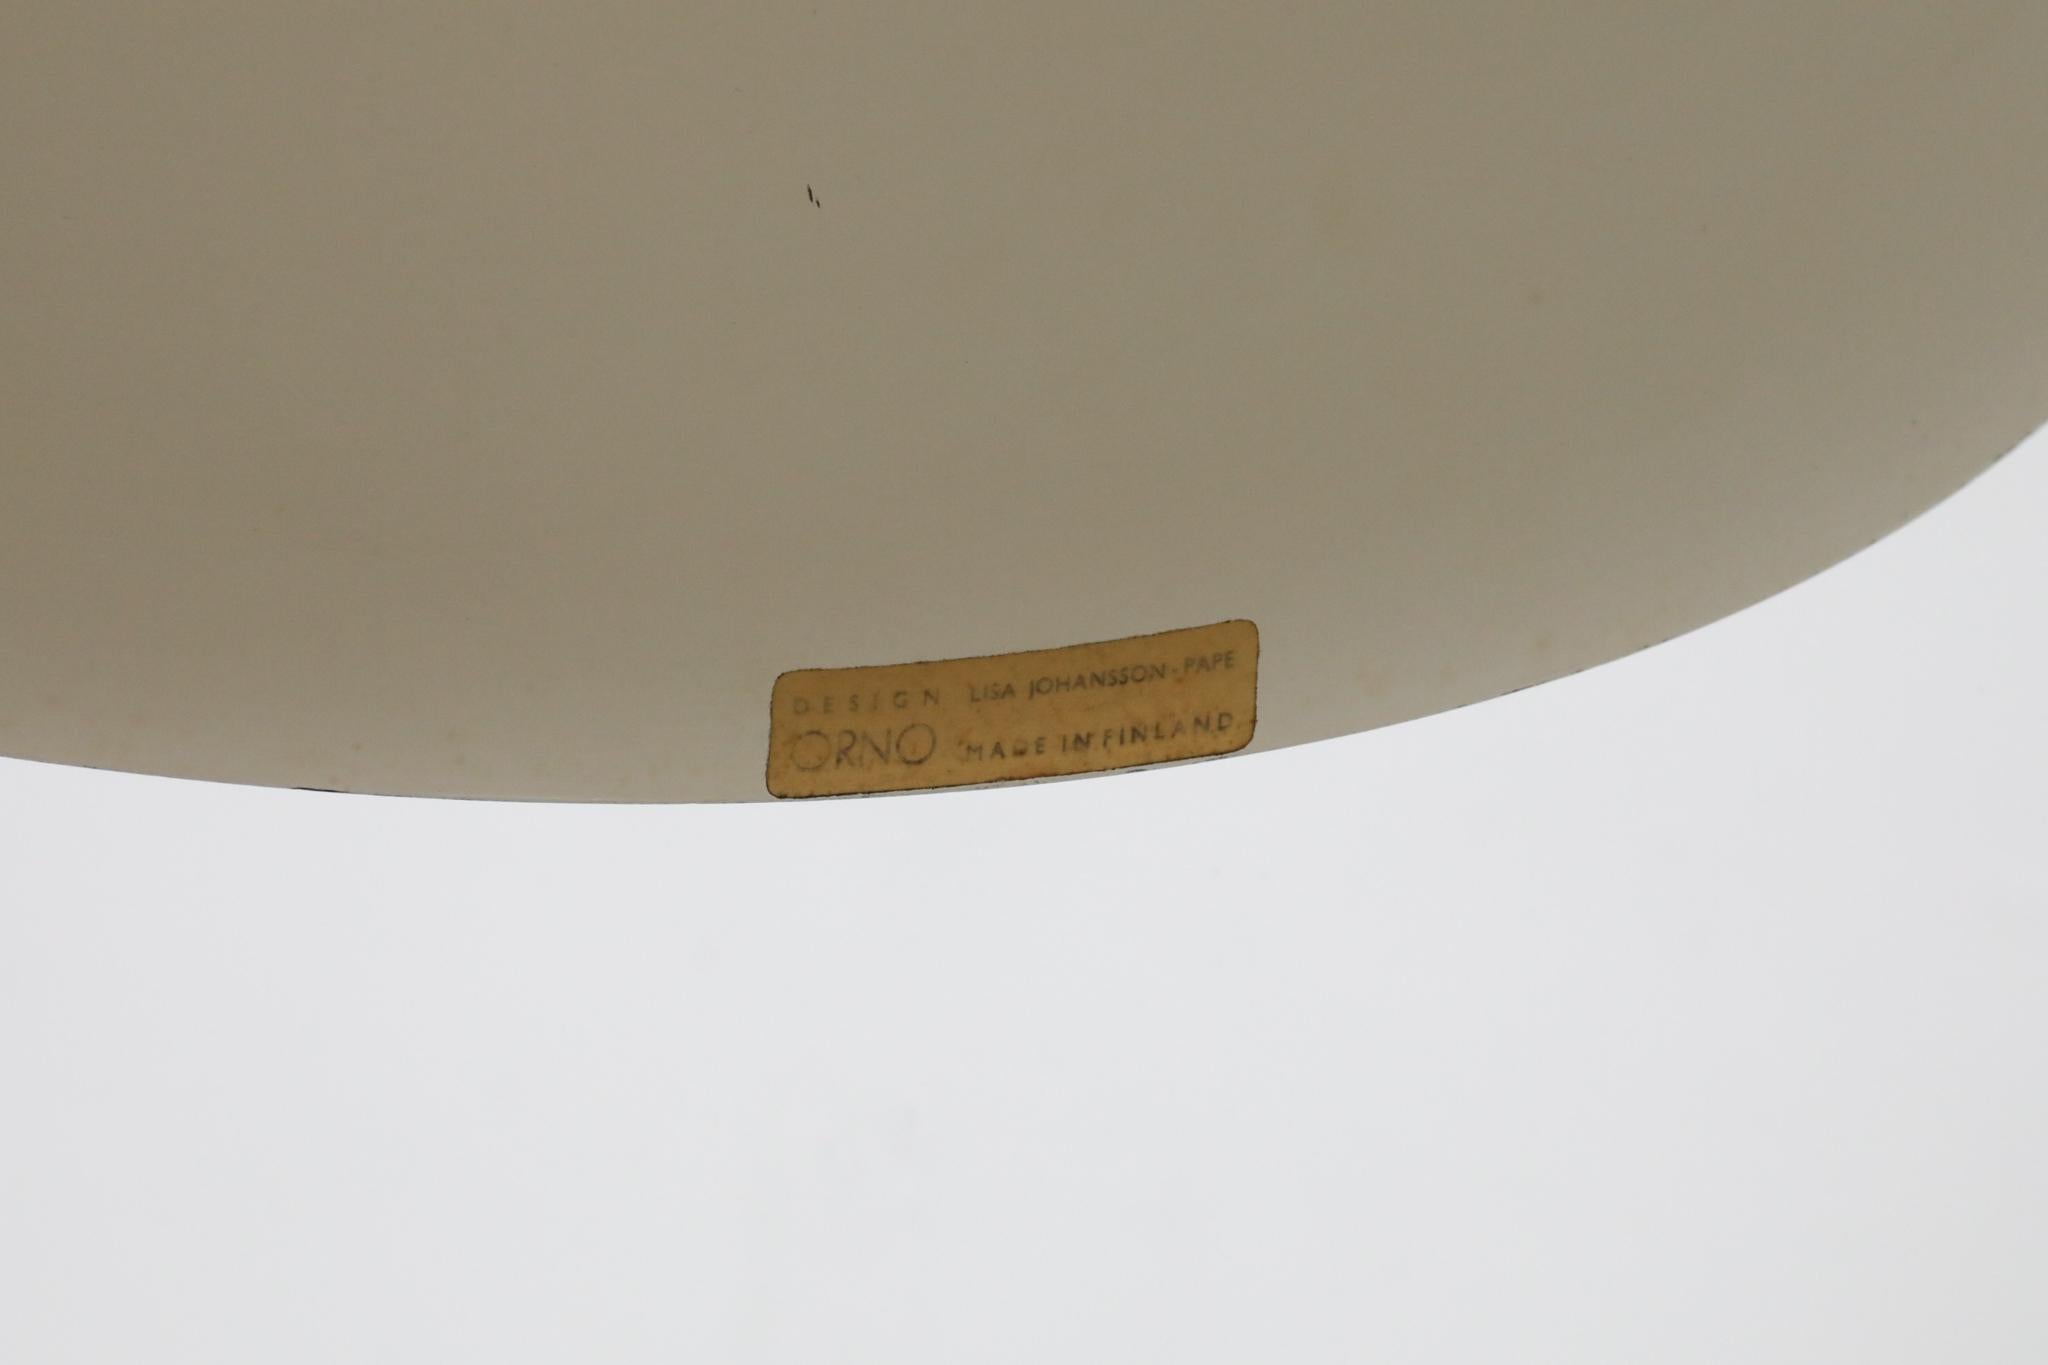 DESIGN LISA JOHANSSON-PAPE
ORNO MADE IN FINLAND